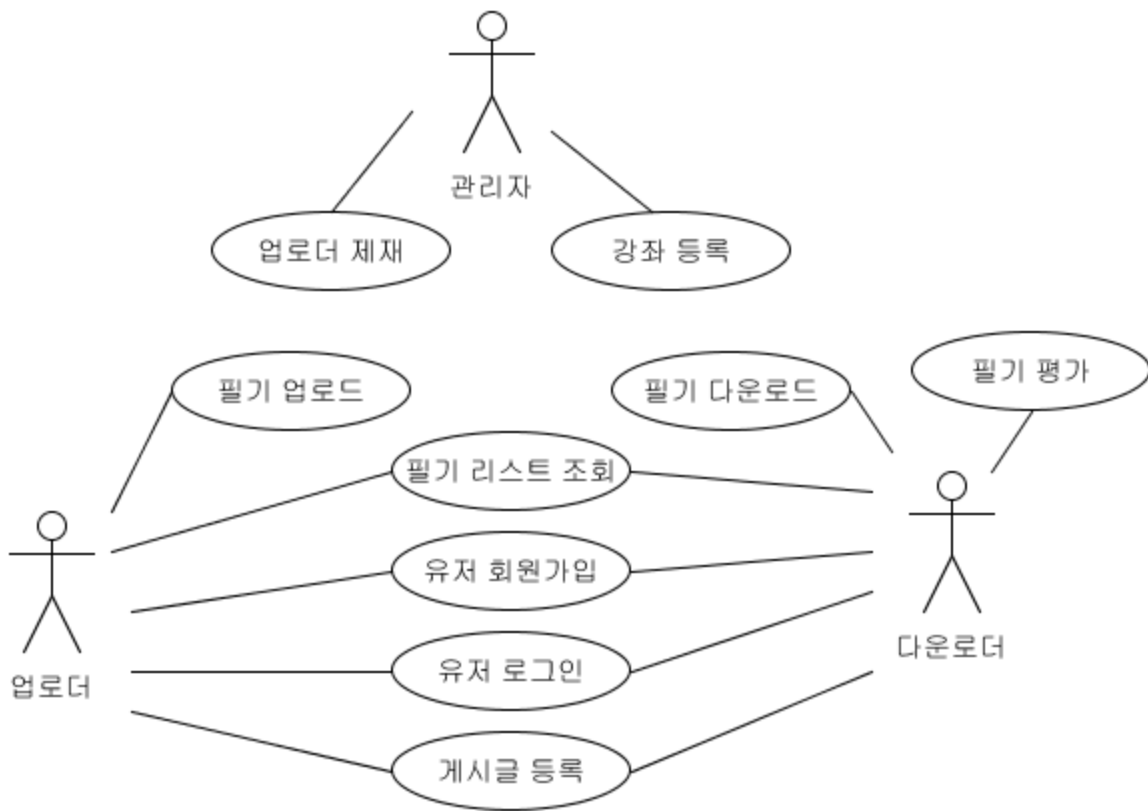 관리자
업로더 제재
강좌 등록
필기 업로드
필기 다운로드
필기 평가
필기 리스트 조회
유저 회원가입
업로더
다운로더
유저 로그인
게시글 등록